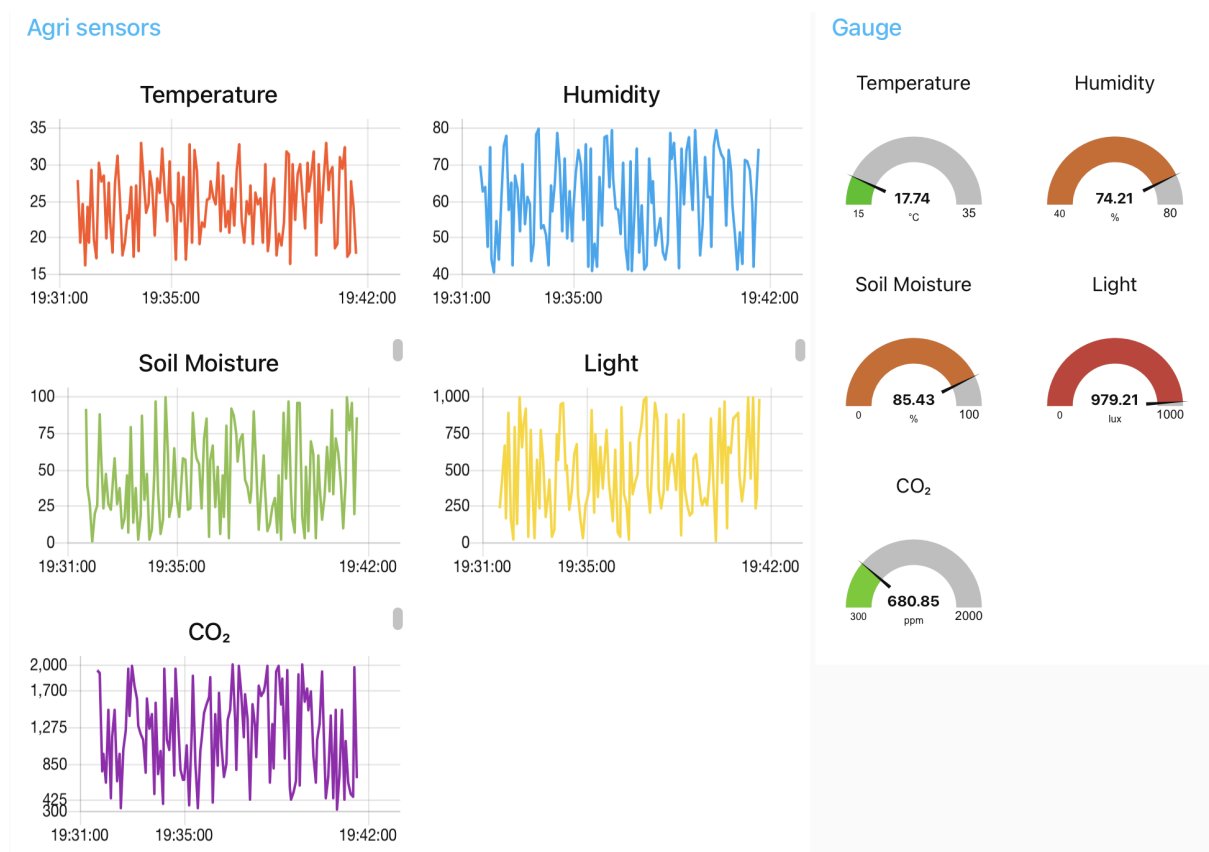 Agri sensors
Temperature
35
30
25
20
15
19:31:00 19:35:00 19:42:00
Humidity
80
70
60
50
40
19:31:00 19:35:00 19:42:00
Soil Moisture
100
75
50
25
0
19:31:00 19:35:00 19:42:00
Light
1,000
750
500
250
0
19:31:00 19:35:00 19:42:00
CO₂
2,000
1,700
1,275
850
425
300
19:31:00 19:35:00 19:42:00
Gauge
Temperature
17.74
°C
15 35
Humidity
74.21
%
40 80
Soil Moisture
85.43
%
0 100
Light
979.21
lux
0 1000
CO₂
680.85
ppm
300 2000